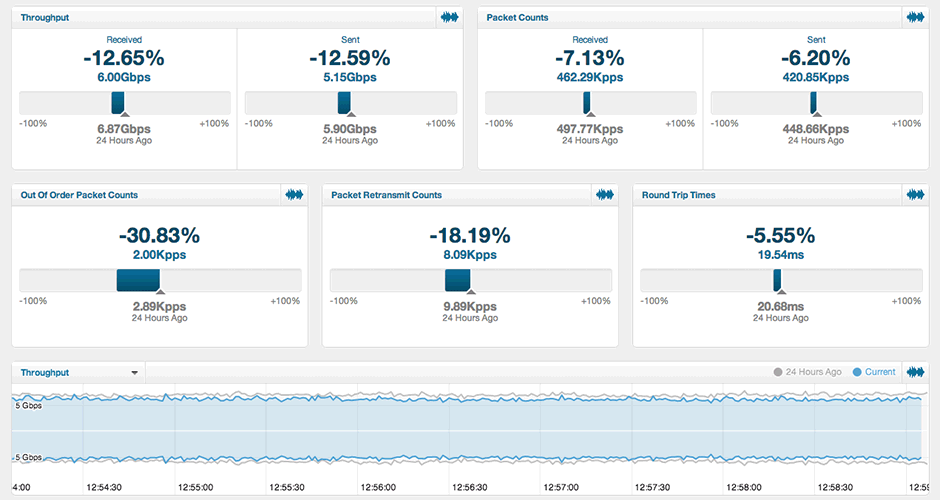 Throughput
Packet Counts
Received
-12.65%
6.00Gbps
-100%
+100%
6.87Gbps
24 Hours Ago
Sent
-12.59%
5.15Gbps
-100%
+100%
5.90Gbps
24 Hours Ago
Received
-7.13%
462.29Kpps
-100%
+100%
497.77Kpps
24 Hours Ago
Sent
-6.20%
420.85Kpps
-100%
+100%
448.66Kpps
24 Hours Ago
Out Of Order Packet Counts
-30.83%
2.00Kpps
-100%
+100%
2.89Kpps
24 Hours Ago
Packet Retransmit Counts
-18.19%
8.09Kpps
-100%
+100%
9.89Kpps
24 Hours Ago
Round Trip Times
-5.55%
19.54ms
-100%
+100%
20.68ms
24 Hours Ago
Throughput
24 Hours Ago
Current
5 Gbps
5 Gbps
4:00 12:54:30 12:55:00 12:55:30 12:56:00 12:56:30 12:57:00 12:57:30 12:58:00 12:58:30 12:59